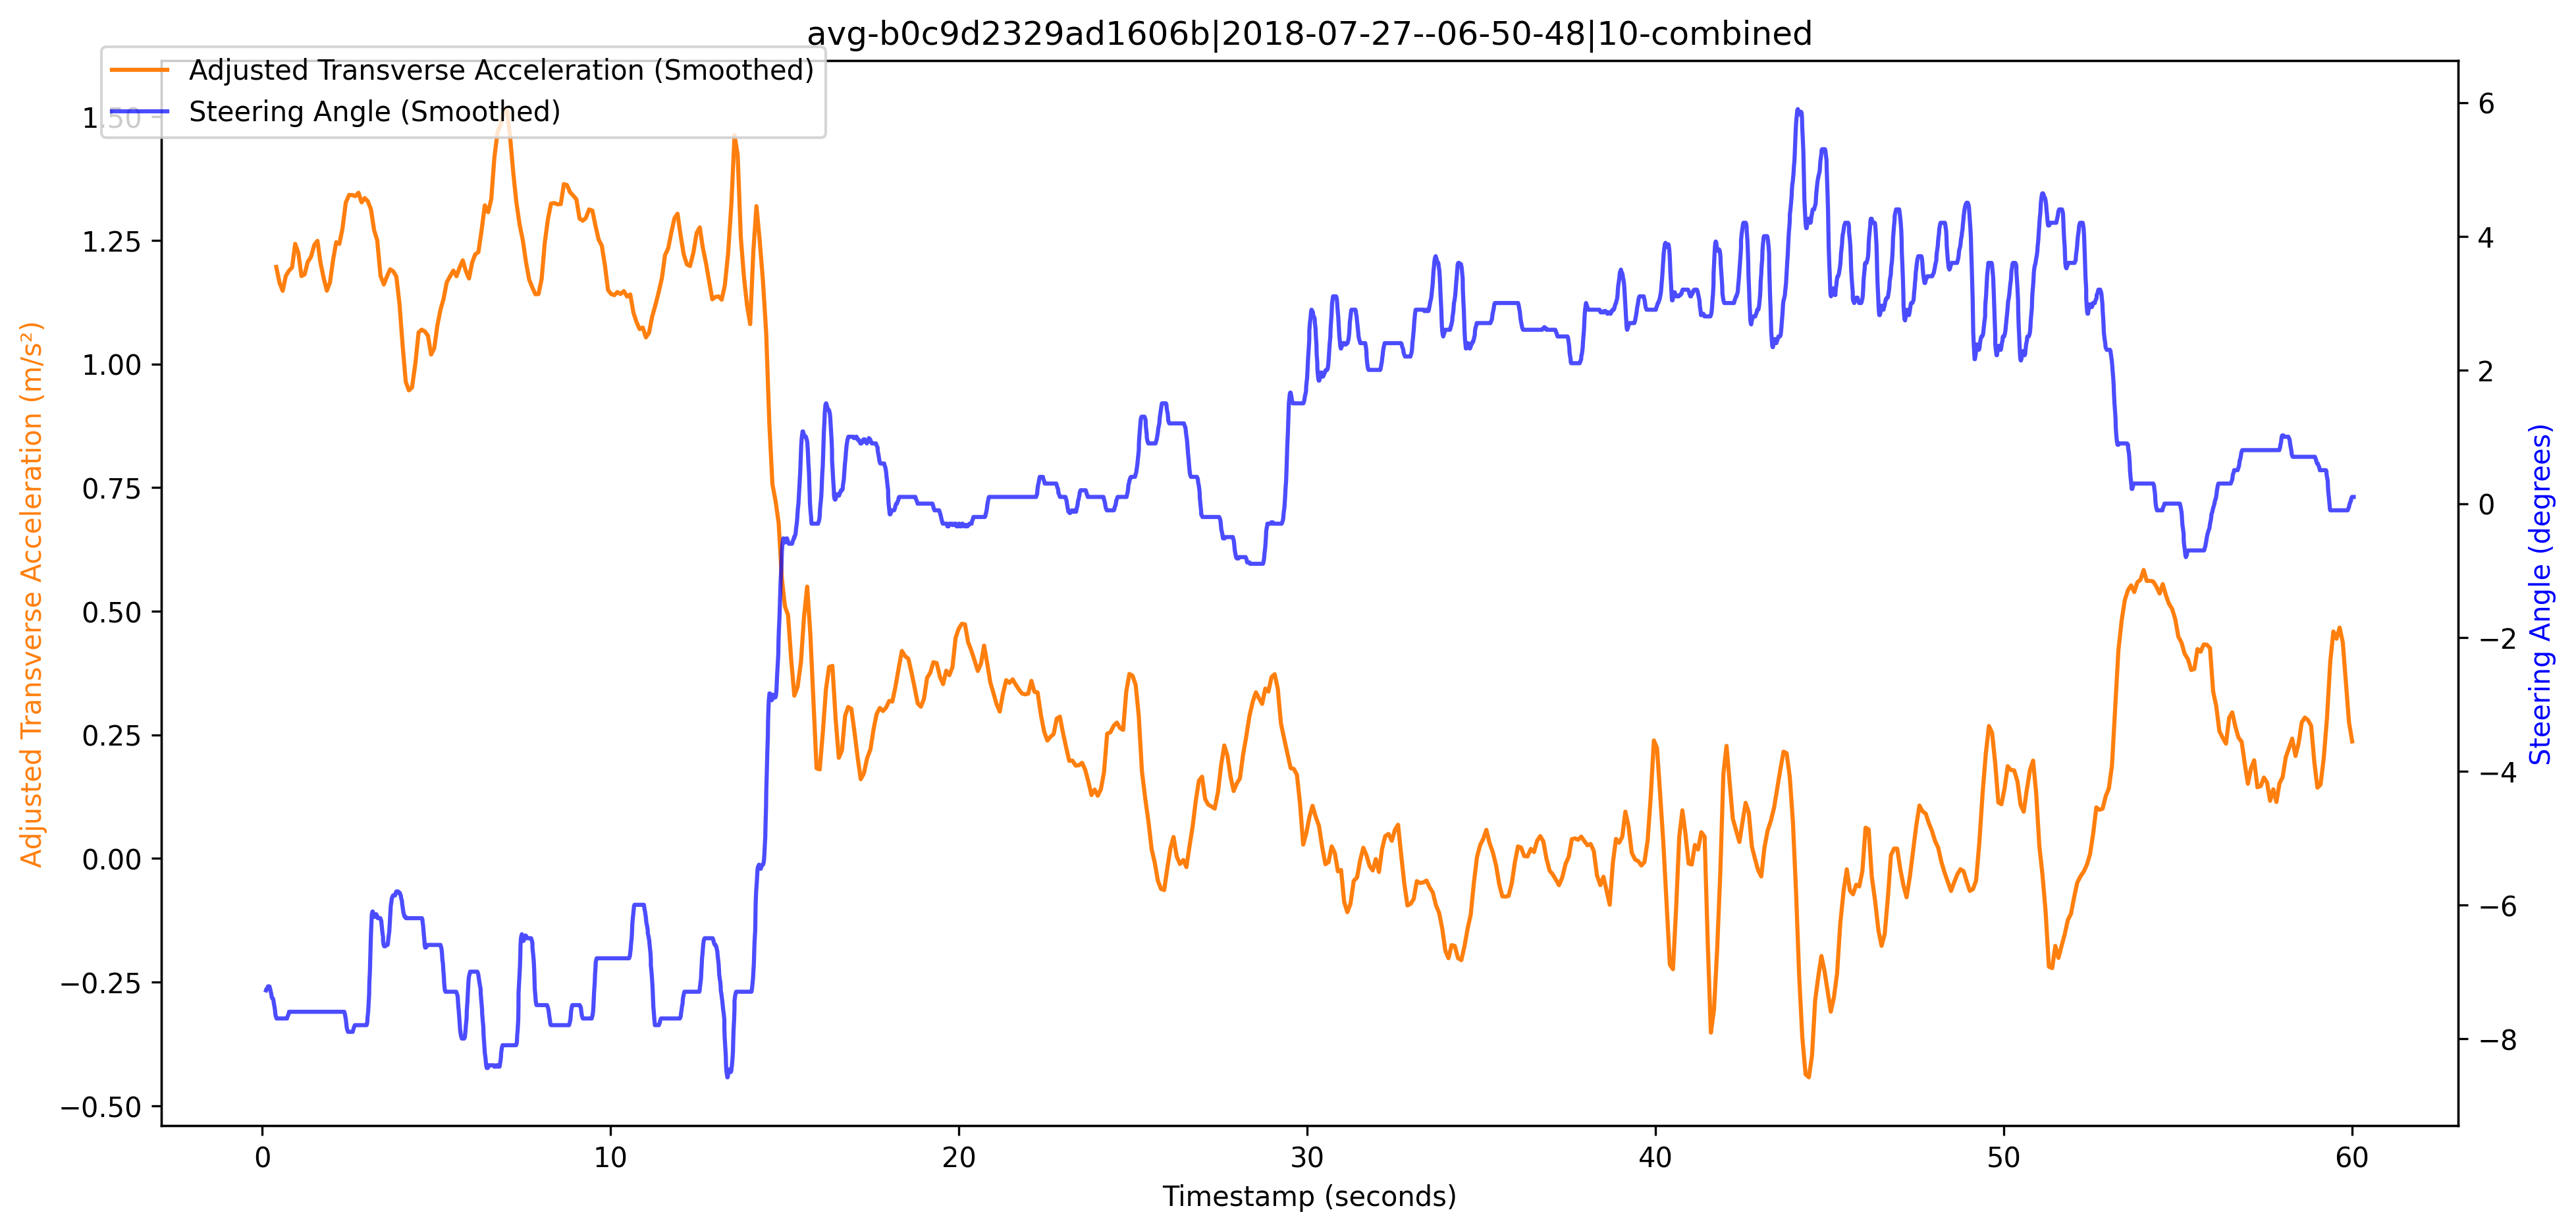 avg-b0c9d2329ad1606b|2018-07-27--06-50-48|10-combined
Adjusted Transverse Acceleration (Smoothed)
Steering Angle (Smoothed)
Adjusted Transverse Acceleration (m/s²)
1.50
1.25
1.00
0.75
0.50
0.25
0.00
−0.25
−0.50
6
4
2
0
−2
−4
−6
−8
Steering Angle (degrees)
0 10 20 30 40 50 60
Timestamp (seconds)